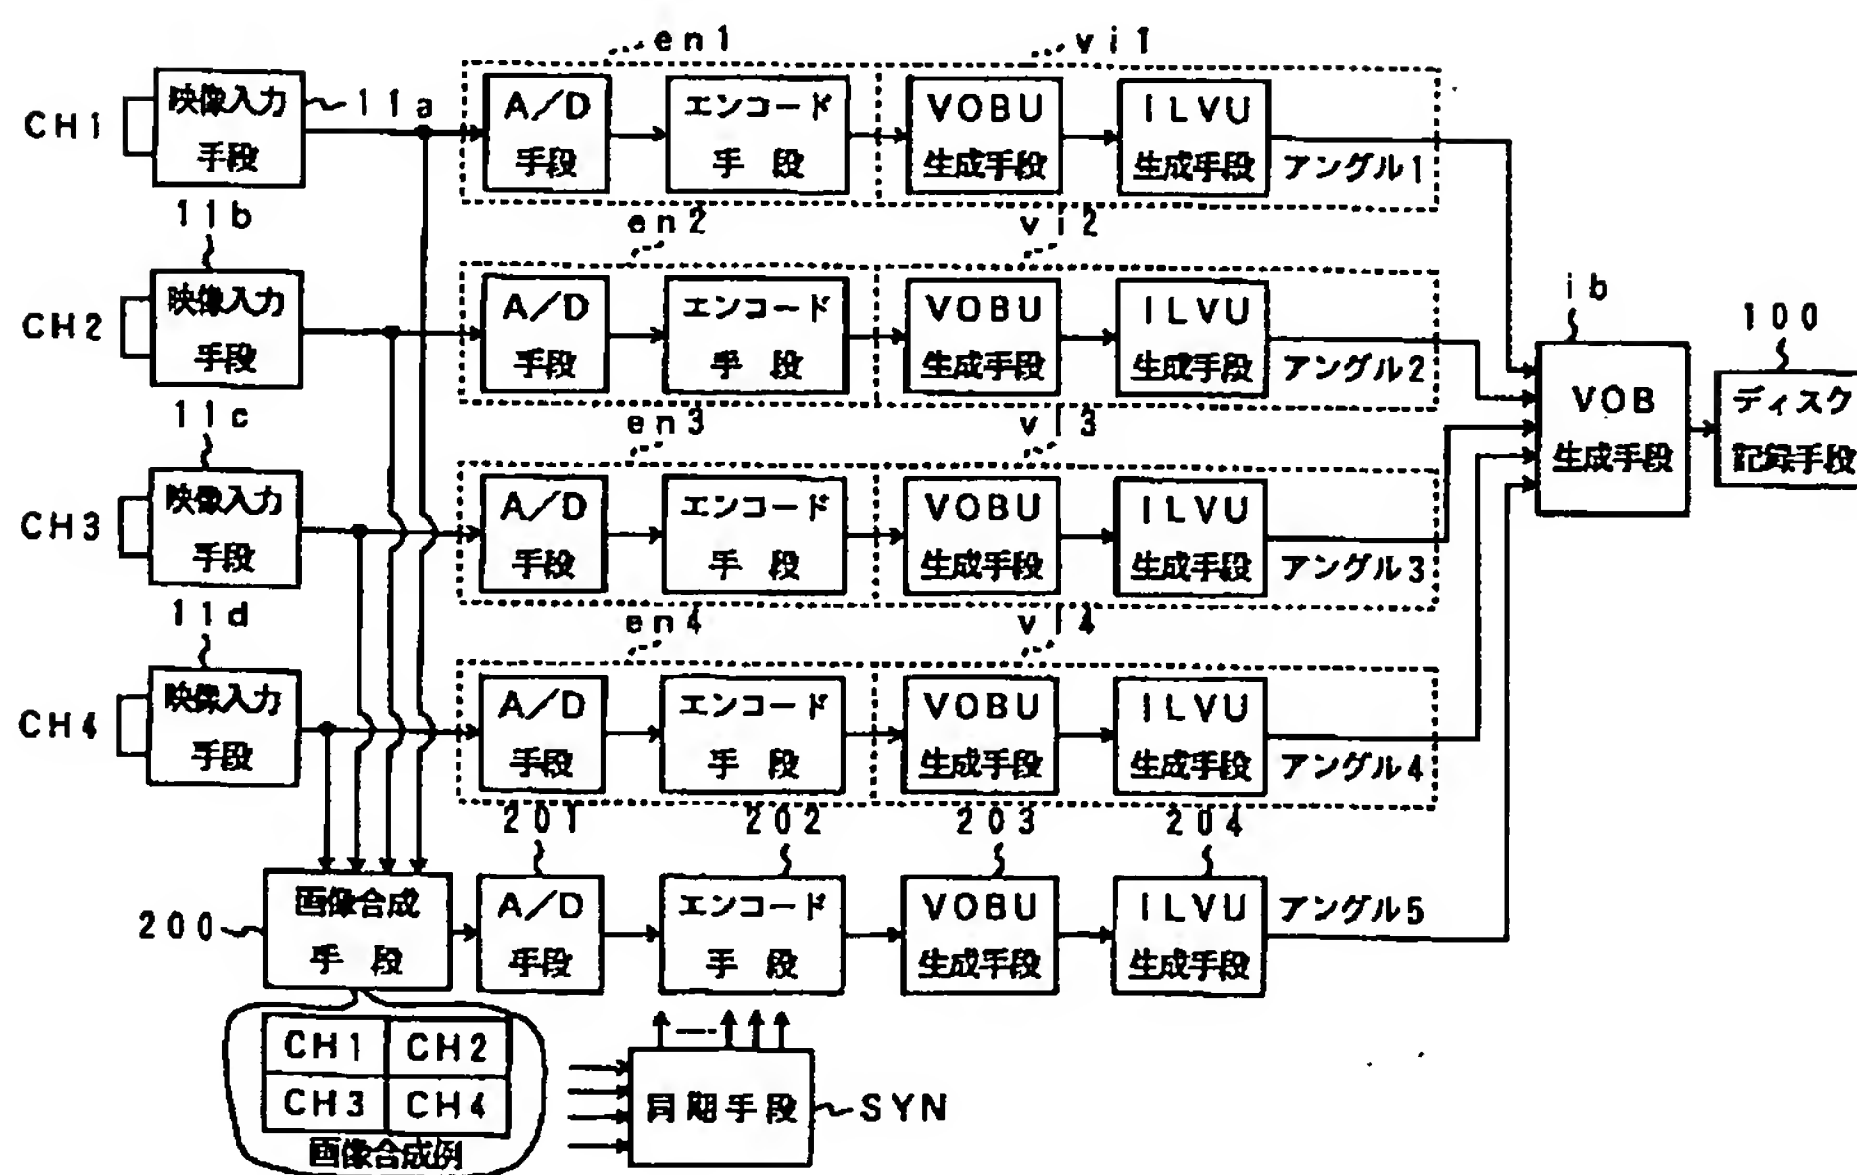 en1
vi1
CH1
映像入力
手段
11a
A/D
手段
エンコード
手 段
VOBU
生成手段
ILVU
生成手段
アングル1
11b
en2
vi2
CH2
映像入力
手段
A/D
手段
エンコード
手 段
VOBU
生成手段
ILVU
生成手段
アングル2
ib
100
VOB
生成手段
ディスク
記録手段
11c
en3
vi3
CH3
映像入力
手段
A/D
手段
エンコード
手 段
VOBU
生成手段
ILVU
生成手段
アングル3
11d
en4
vi4
CH4
映像入力
手段
A/D
手段
エンコード
手 段
VOBU
生成手段
ILVU
生成手段
アングル4
201
202
203
204
200
画像合成
手 段
A/D
手段
エンコード
手 段
VOBU
生成手段
ILVU
生成手段
アングル5
CH1
CH2
CH3
CH4
画像合成例
同期手段
SYN